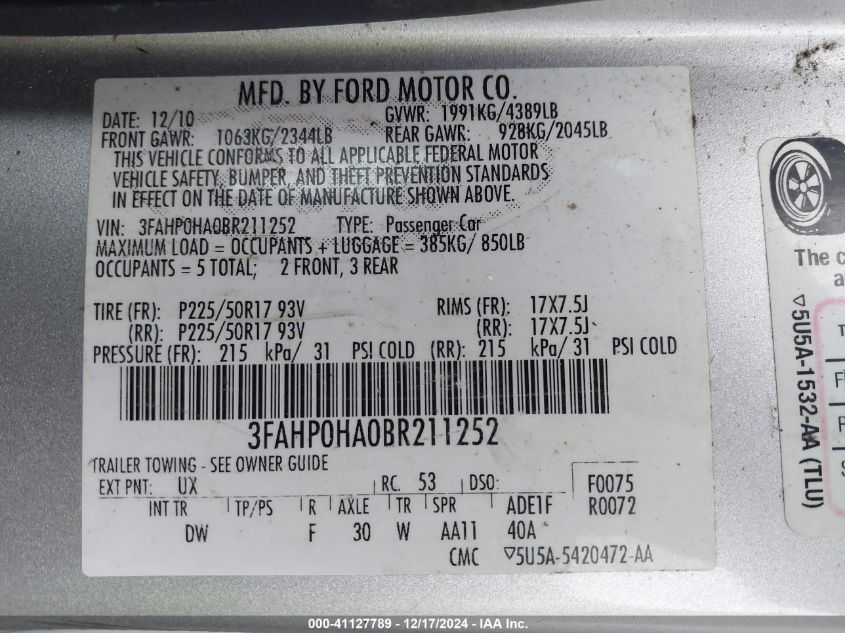 MFD. BY FORD MOTOR CO.
DATE: 12/10 GVWR: 1991KG/4389LB
FRONT GAWR: 1063KG/2344LB REAR GAWR: 928KG/2045LB
THIS VEHICLE CONFORMS TO ALL APPLICABLE FEDERAL MOTOR
VEHICLE SAFETY, BUMPER, AND THEFT PREVENTION STANDARDS
IN EFFECT ON THE DATE OF MANUFACTURE SHOWN ABOVE.
VIN: 3FAHP0HA0BR211252 TYPE: Passenger Car
MAXIMUM LOAD = OCCUPANTS + LUGGAGE = 385KG/ 850LB
OCCUPANTS = 5 TOTAL; 2 FRONT, 3 REAR
TIRE (FR): P225/50R17 93V RIMS (FR): 17X7.5J
(RR): P225/50R17 93V (RR): 17X7.5J
PRESSURE (FR): 215 kPa/ 31 PSI COLD (RR): 215 kPa/ 31 PSI COLD
3FAHP0HA0BR211252
TRAILER TOWING - SEE OWNER GUIDE
EXT PNT: UX RC: 53 DSO: F0075
INT TR TP/PS R AXLE TR SPR ADE1F R0072
DW F 30 W AA11 40A
CMC ▽5U5A-5420472-AA
The c
▽5U5A-1532-AA (TLU)
000-41127789 - 12/17/2024 - IAA Inc.